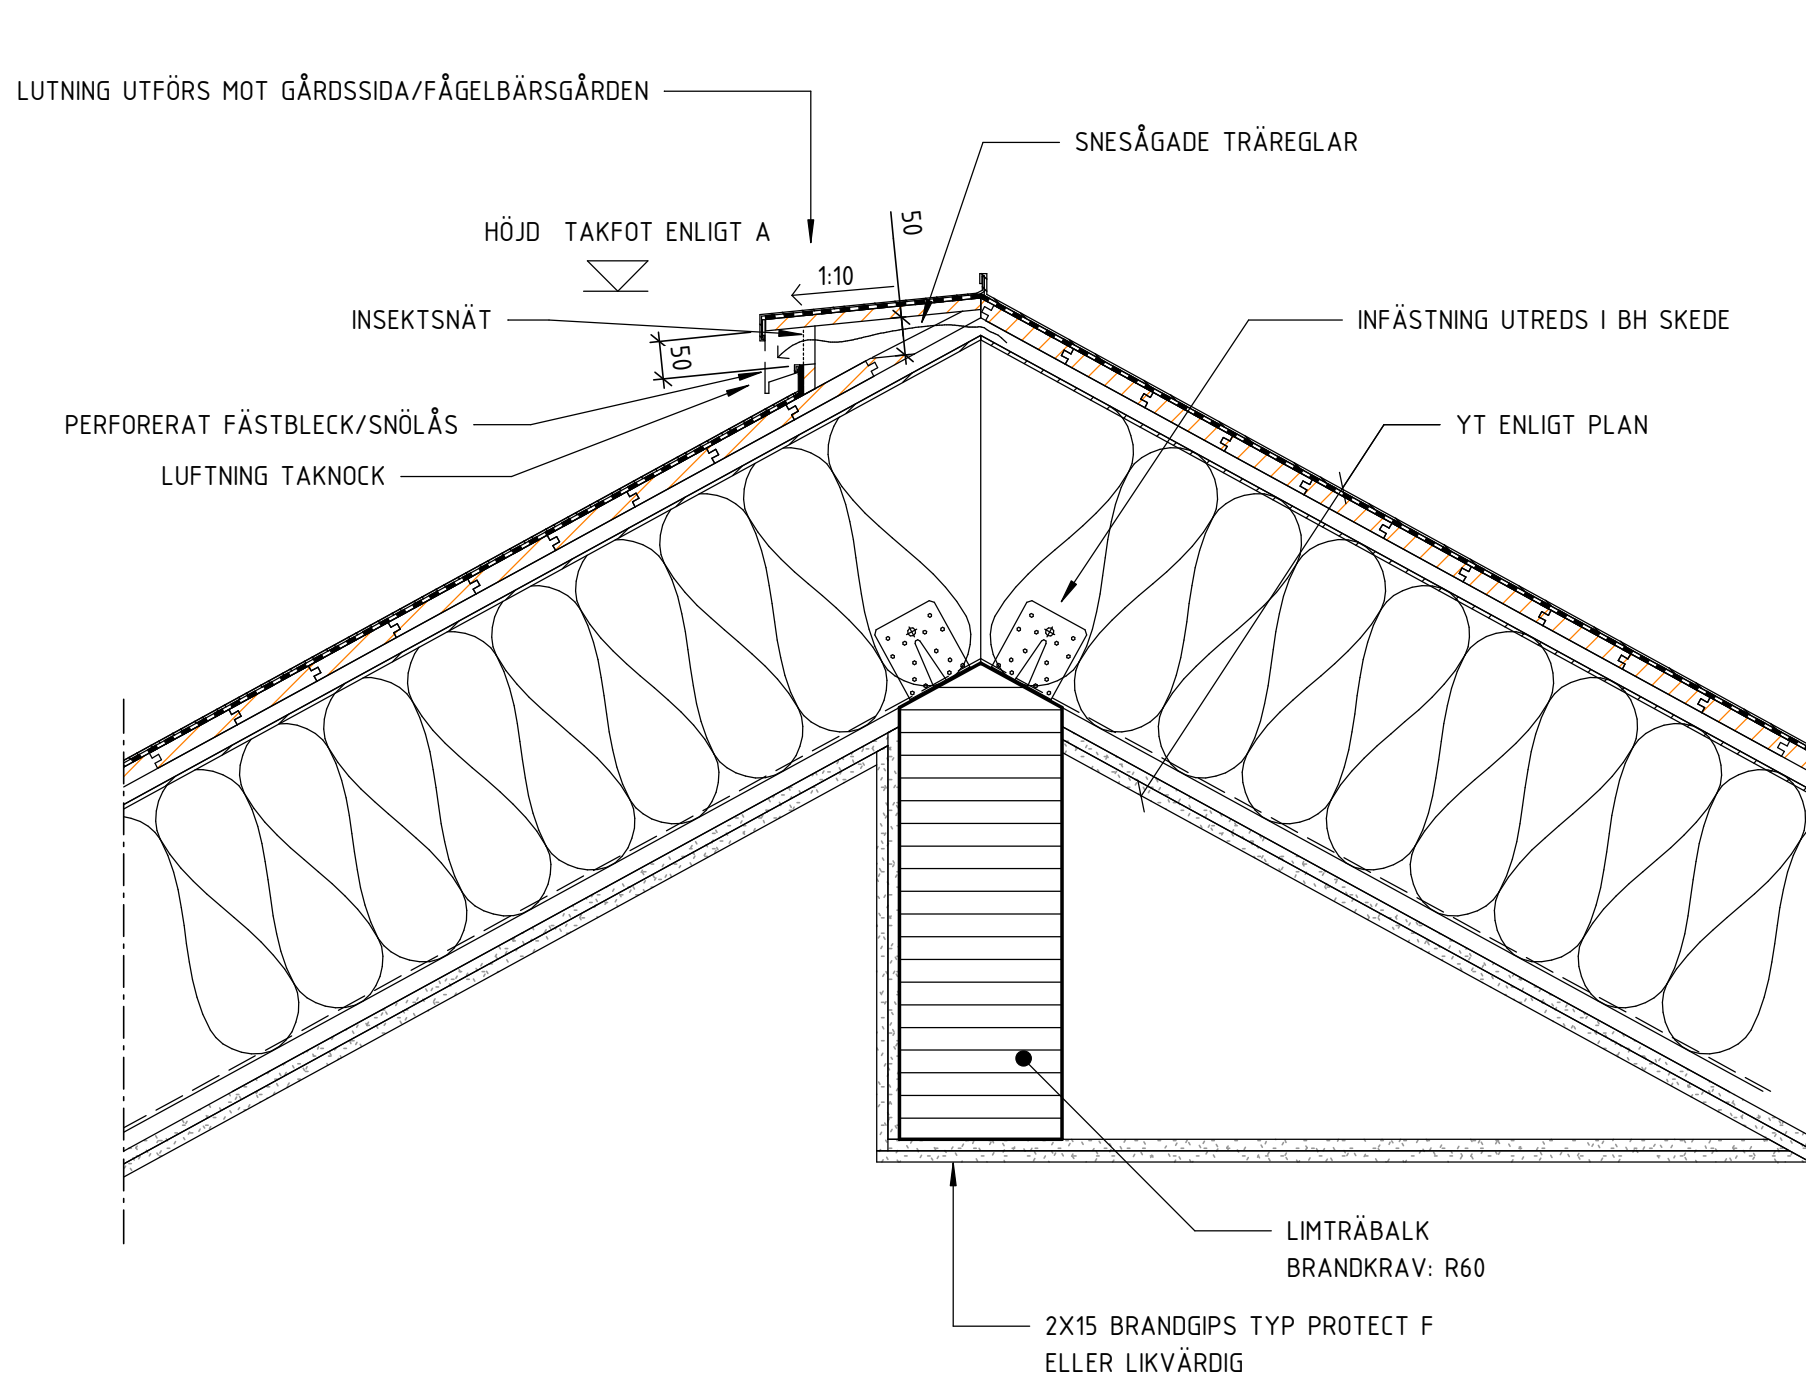 LUTNING UTFÖRS MOT GÅRDSSIDA/FÅGELBÄRSGÅRDEN
SNESÅGADE TRÄREGLAR
HÖJD TAKFOT ENLIGT A
50
1:10
INSEKTSNÄT
INFÄSTNING UTREDS I BH SKEDE
50
PERFORERAT FÄSTBLECK/SNÖLÅS
YT ENLIGT PLAN
LUFTNING TAKNOCK
LIMTRÄBALK
BRANDKRAV: R60
2X15 BRANDGIPS TYP PROTECT F
ELLER LIKVÄRDIG